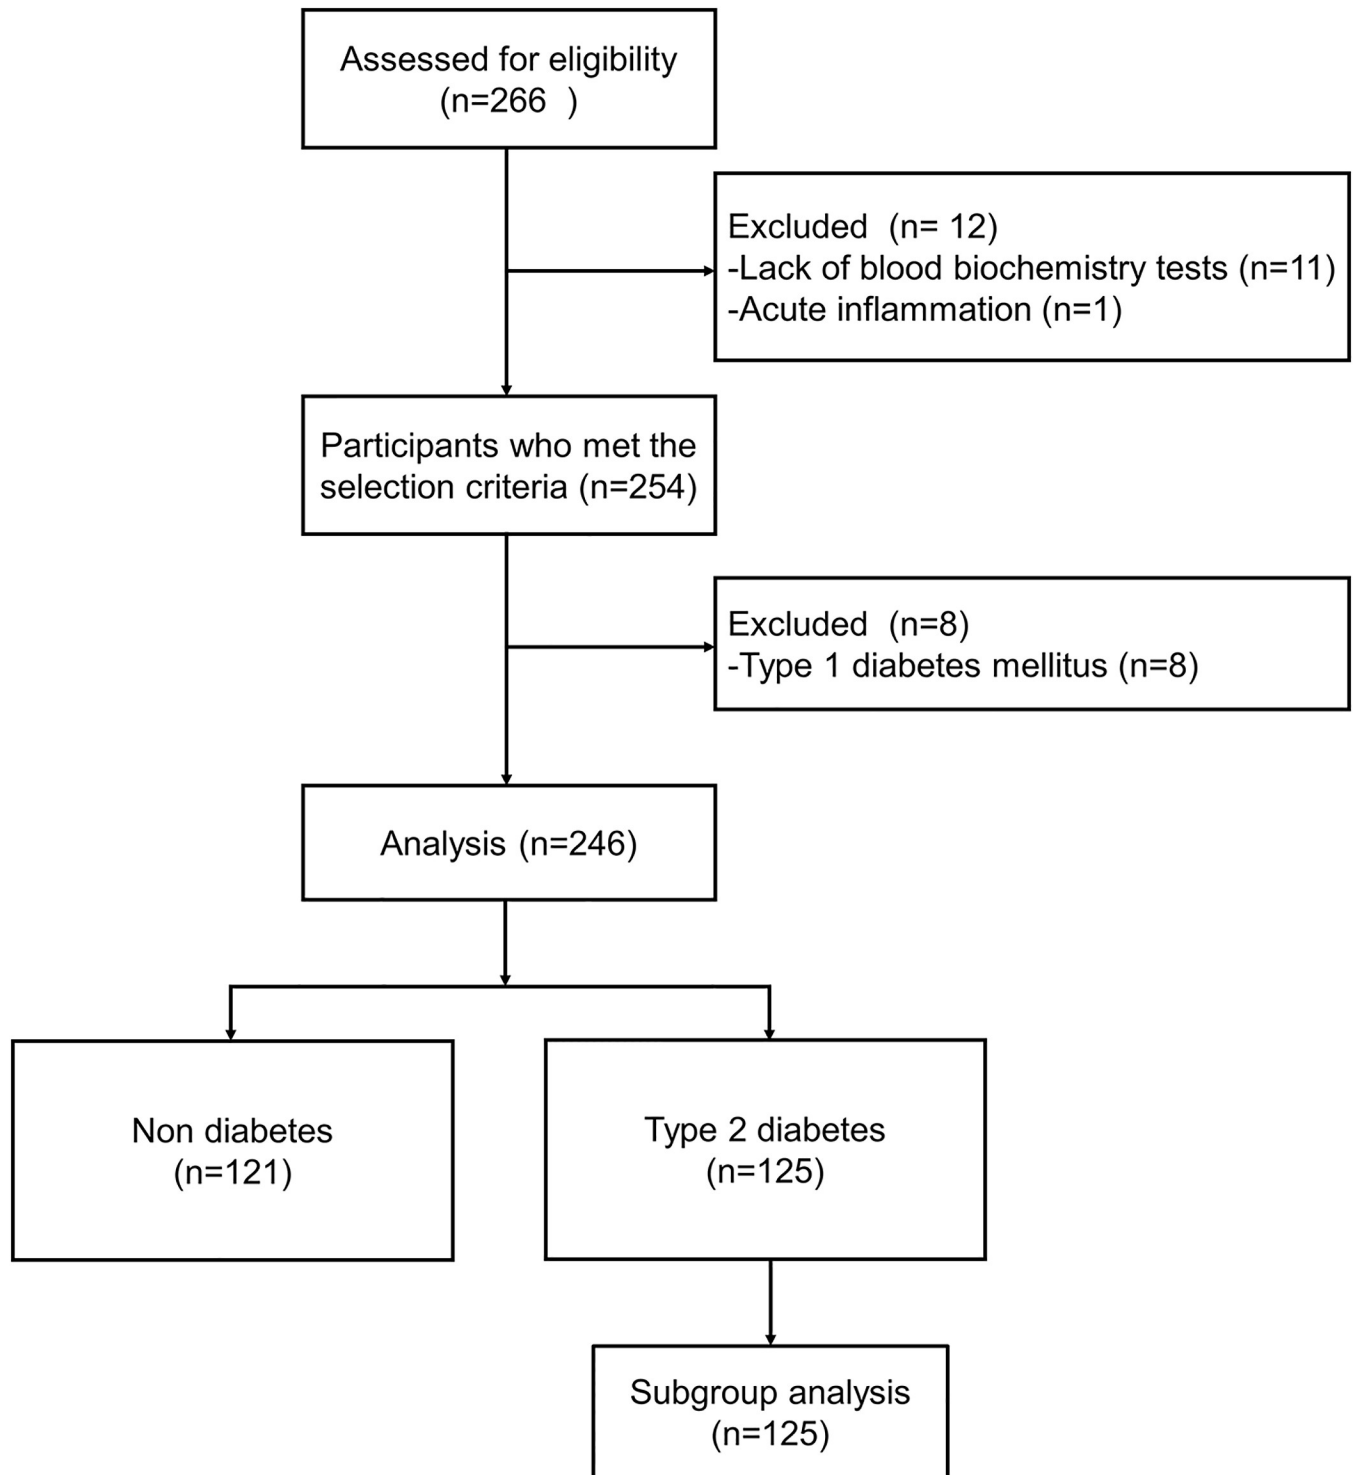 Assessed for eligibility
(n=266  )
Excluded  (n= 12)
-Lack of blood biochemistry tests (n=11)
-Acute inflammation (n=1)
Participants who met the
selection criteria (n=254)
Excluded  (n=8)
-Type 1 diabetes mellitus (n=8)
Analysis (n=246)
Non diabetes
(n=121)
Type 2 diabetes
(n=125)
Subgroup analysis
(n=125)